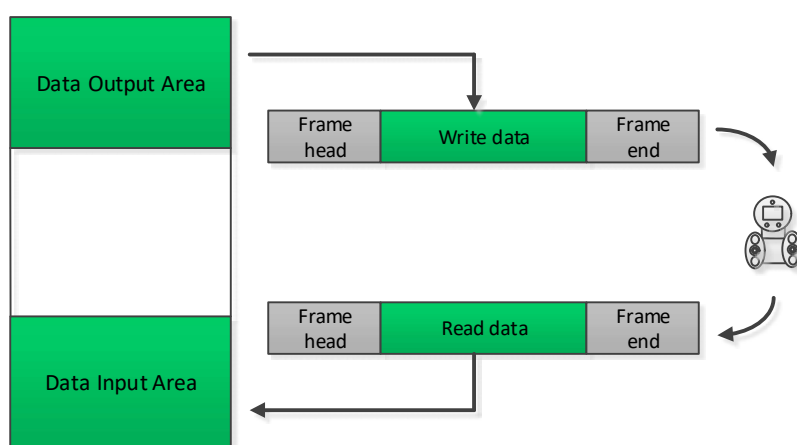 Data Output Area
Frame
head
Write data
Frame
end
Frame
head
Read data
Frame
end
Data Input Area